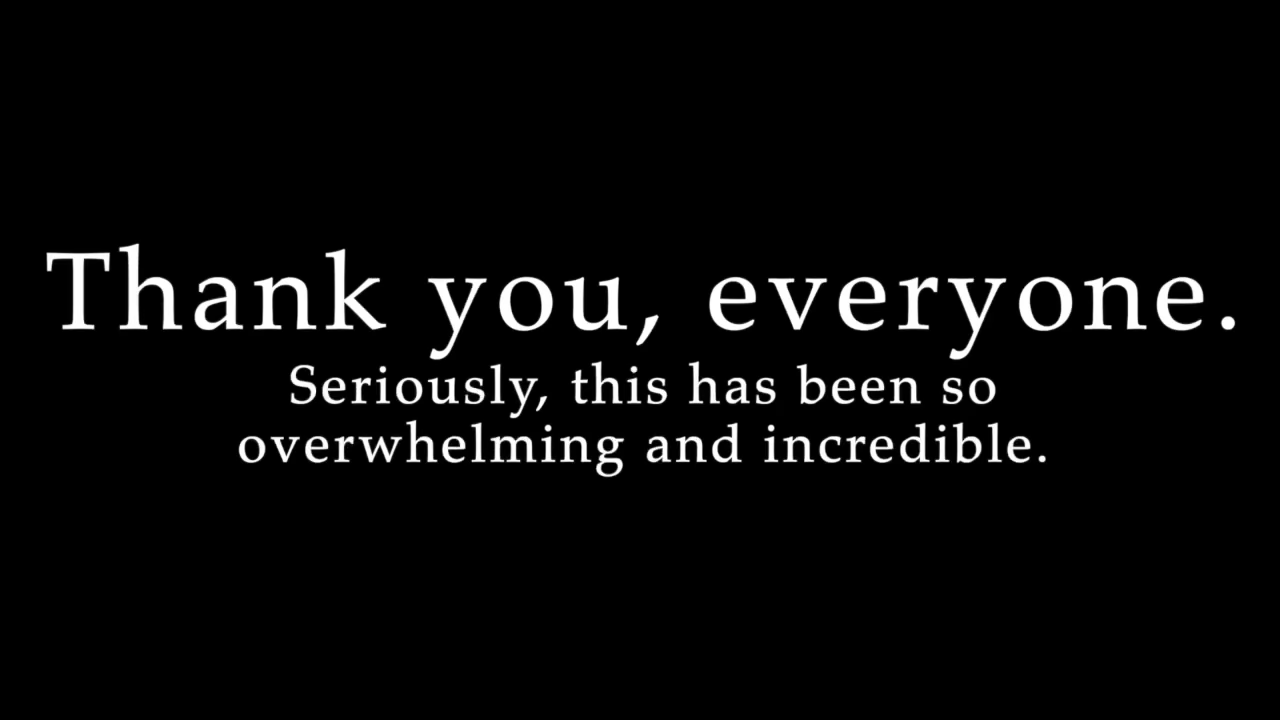 Thank you, everyone.
Seriously, this has been so
overwhelming and incredible.